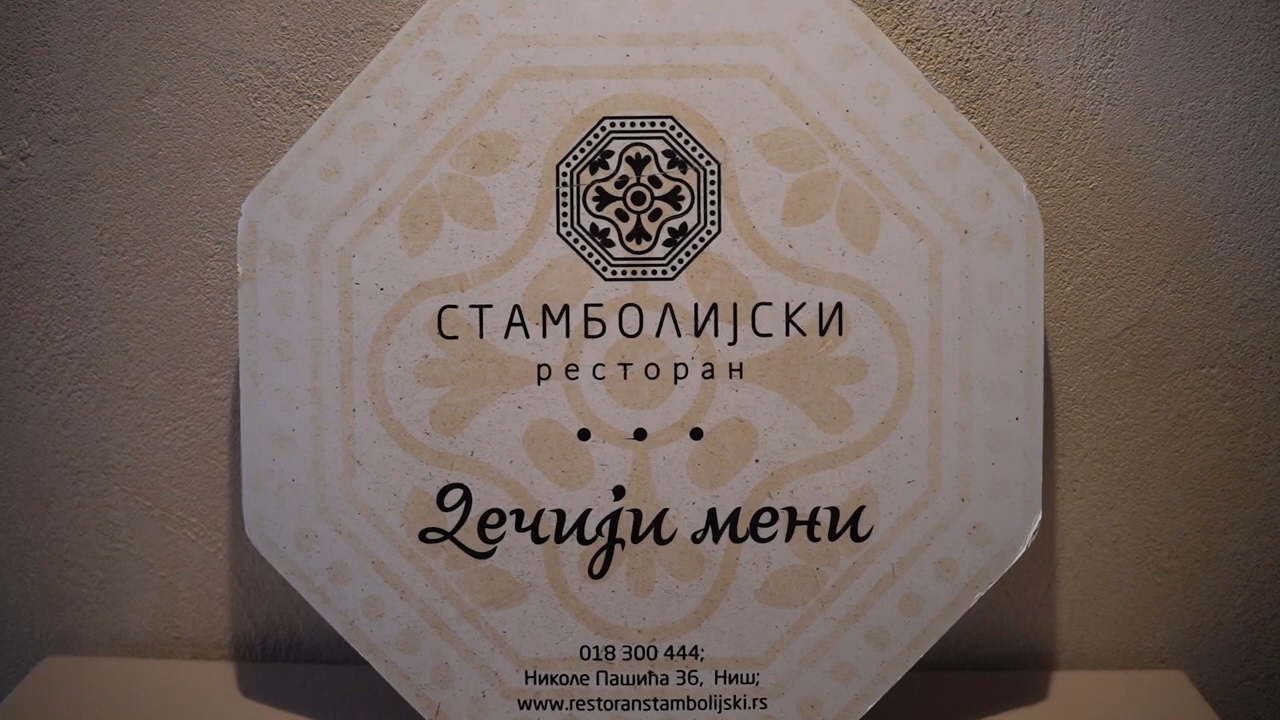 СТАМБОЛИЈСКИ
ресторан
Дечији мени
018 300 444;
Николе Пашића 36, Ниш;
www.restoranstambolijski.rs